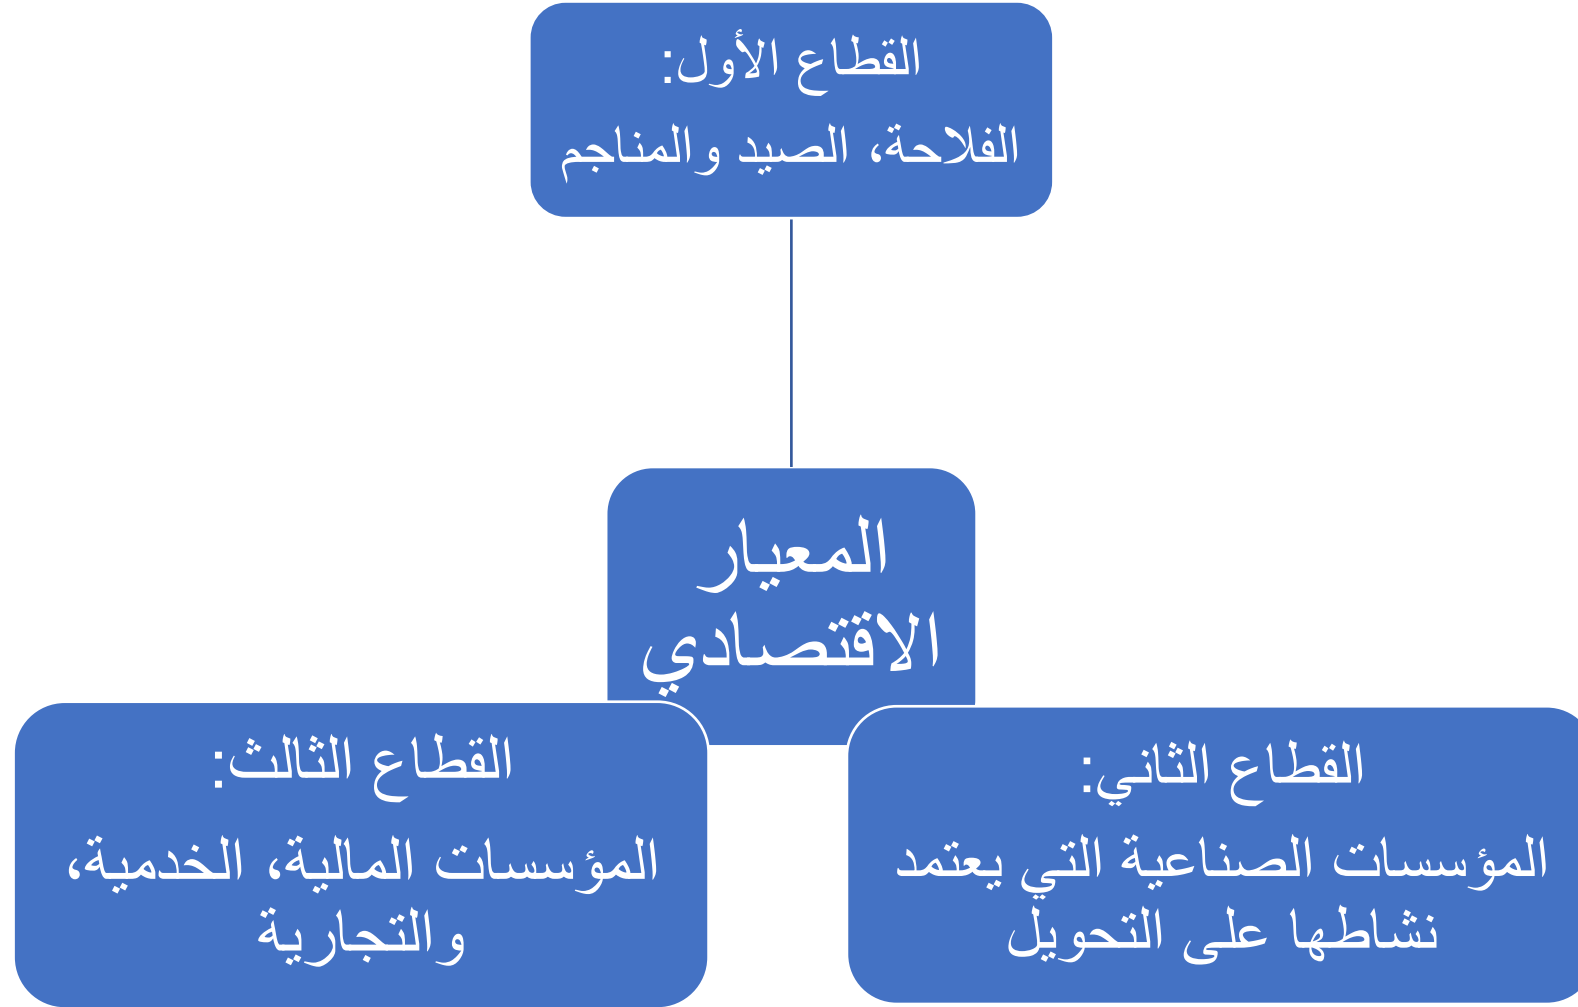 القطاع الأول:
الفلاحة، الصيد والمناجم
المعيار
الاقتصادي
القطاع الثاني:
المؤسسات الصناعية التي يعتمد
نشاطها على التحويل
القطاع الثالث:
المؤسسات المالية، الخدمية،
والتجارية